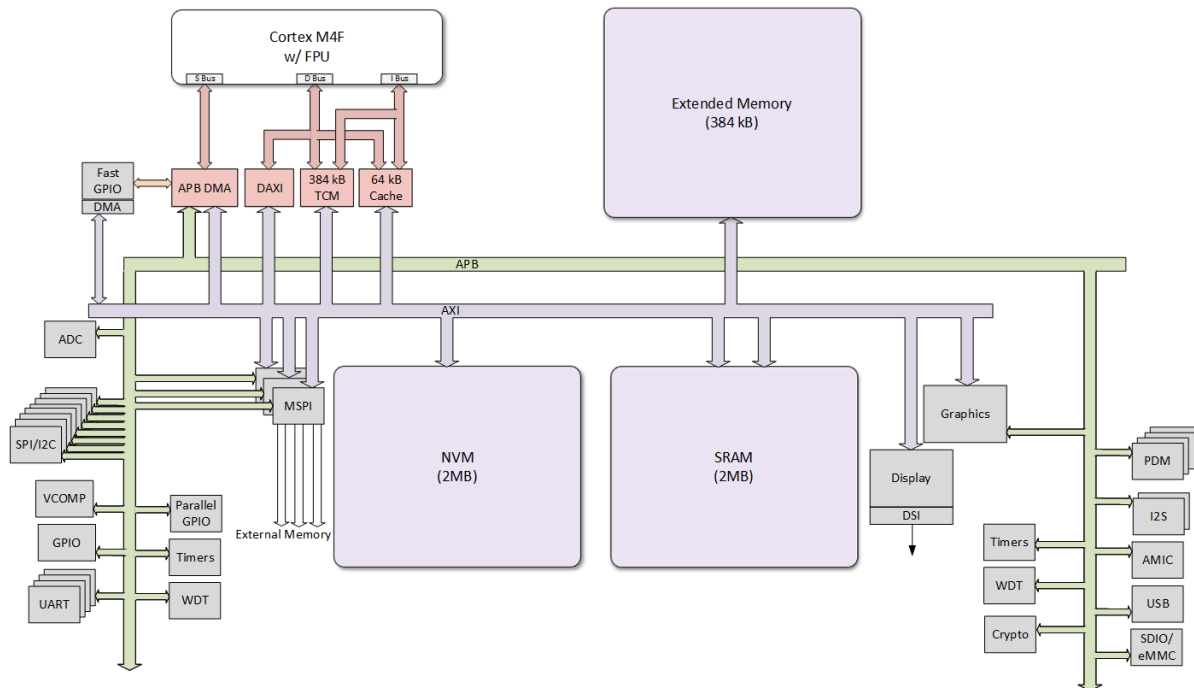 Cortex M4F
w/ FPU
S Bus
D Bus
I Bus
Extended Memory
(384 kB)
Fast
GPIO
DMA
APB DMA
DAXI
384 kB
TCM
64 kB
Cache
APB
AXI
ADC
MSPI
SPI/I2C
Graphics
NVM
(2MB)
SRAM
(2MB)
PDM
Display
DSI
VCOMP
Parallel
GPIO
I2S
External Memory
GPIO
Timers
Timers
AMIC
UART
WDT
WDT
USB
Crypto
SDIO/
eMMC